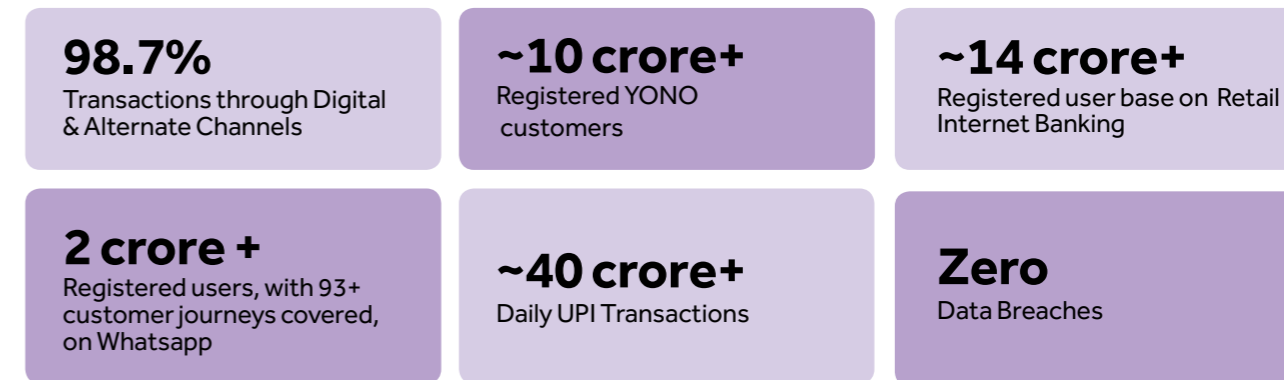 98.7%
Transactions through Digital
& Alternate Channels
~10 crore+
Registered YONO
customers
~14 crore+
Registered user base on Retail
Internet Banking
2 crore +
Registered users, with 93+
customer journeys covered,
on Whatsapp
~40 crore+
Daily UPI Transactions
Zero
Data Breaches